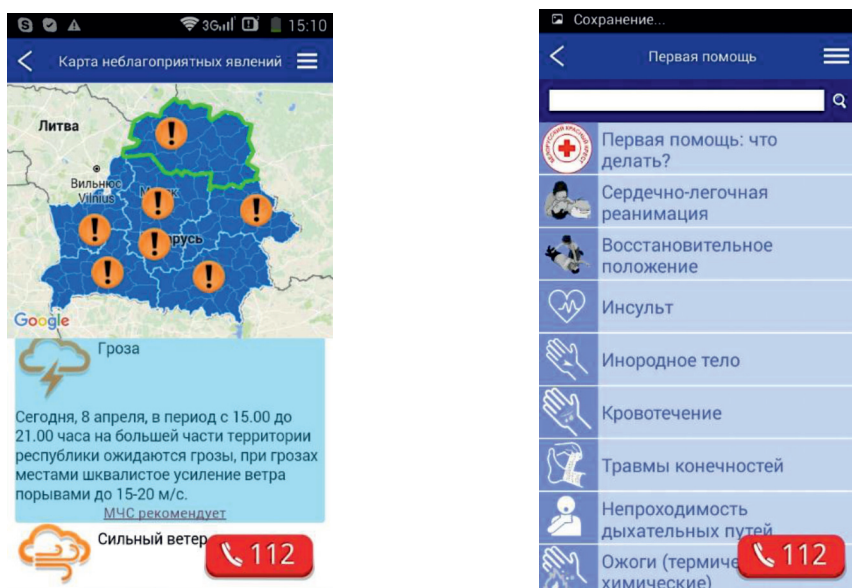 3G
15:10
Карта неблагоприятных явлений
Литва
Вильнюс
Vilnius
Google
Гроза
Сегодня, 8 апреля, в период с 15.00 до
21.00 часа на большей части территории
республики ожидаются грозы, при грозах
местами шквалистое усиление ветра
порывами до 15-20 м/с.
МЧС рекомендует
Сильный ветер
112
Сохранение...
Первая помощь
Первая помощь: что
делать?
Сердечно-легочная
реанимация
Восстановительное
положение
Инсульт
Инородное тело
Кровотечение
Травмы конечностей
Непроходимость
дыхательных путей
Ожоги
химические)
112